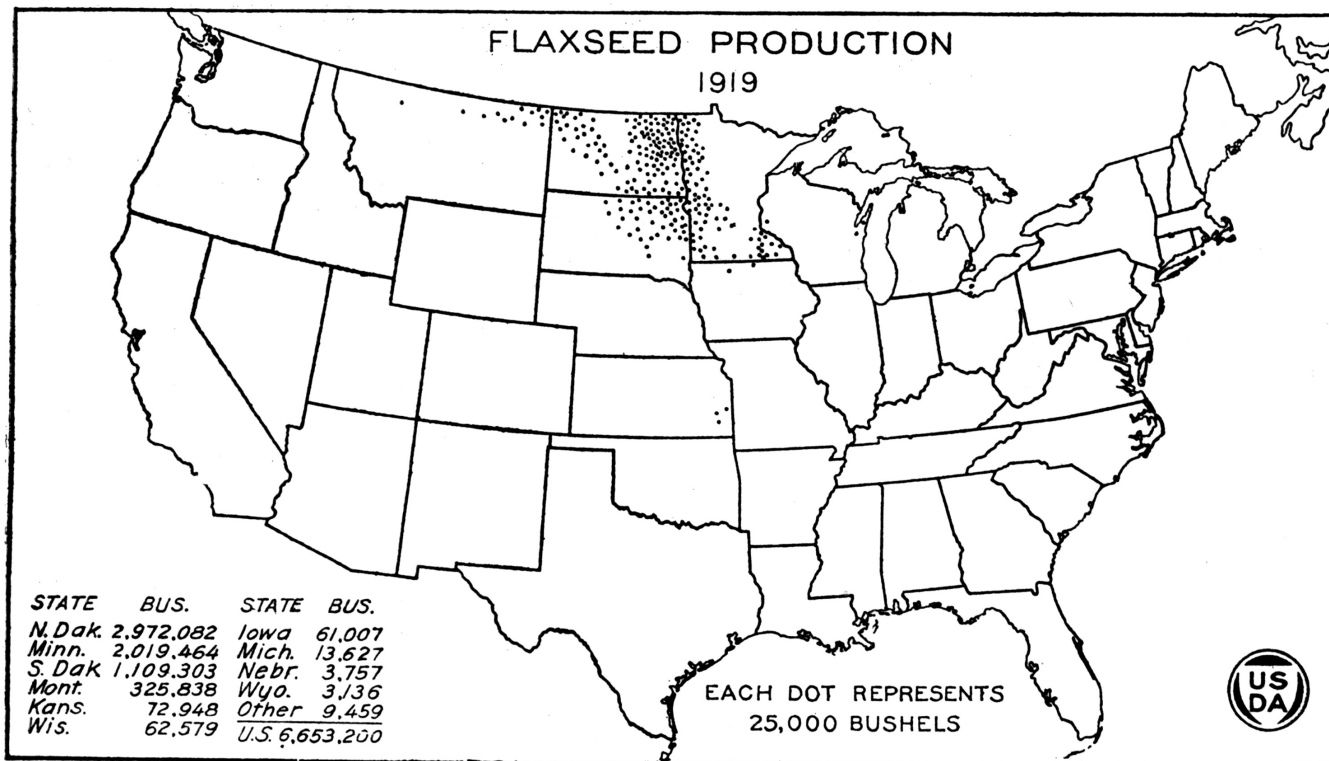 FLAXSEED PRODUCTION
1919
STATE BUS. STATE BUS.
N. Dak. 2,972,082 Iowa 61,007
Minn. 2,019,464 Mich. 13,627
S. Dak 1,109,303 Nebr. 3,757
Mont. 325,838 Wyo. 3,136
Kans. 72,948 Other 9,459
Wis. 62,579 U.S. 6,653,200
EACH DOT REPRESENTS
25,000 BUSHELS
US
DA